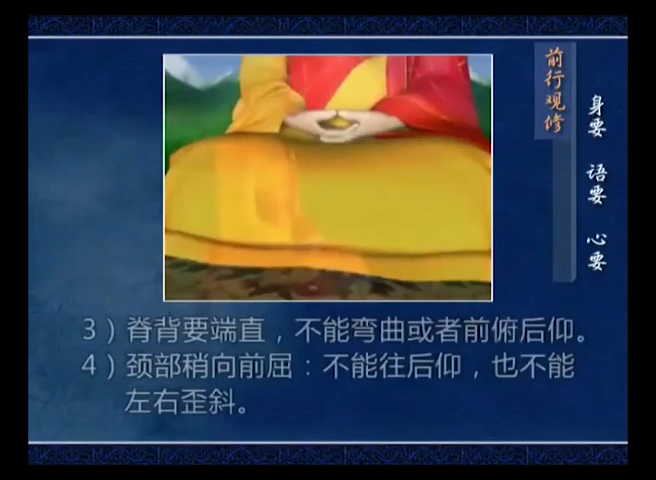 前行观修
身要 语要 心要
3）脊背要端直，不能弯曲或者前俯后仰。
4）颈部稍向前屈：不能往后仰，也不能
左右歪斜。